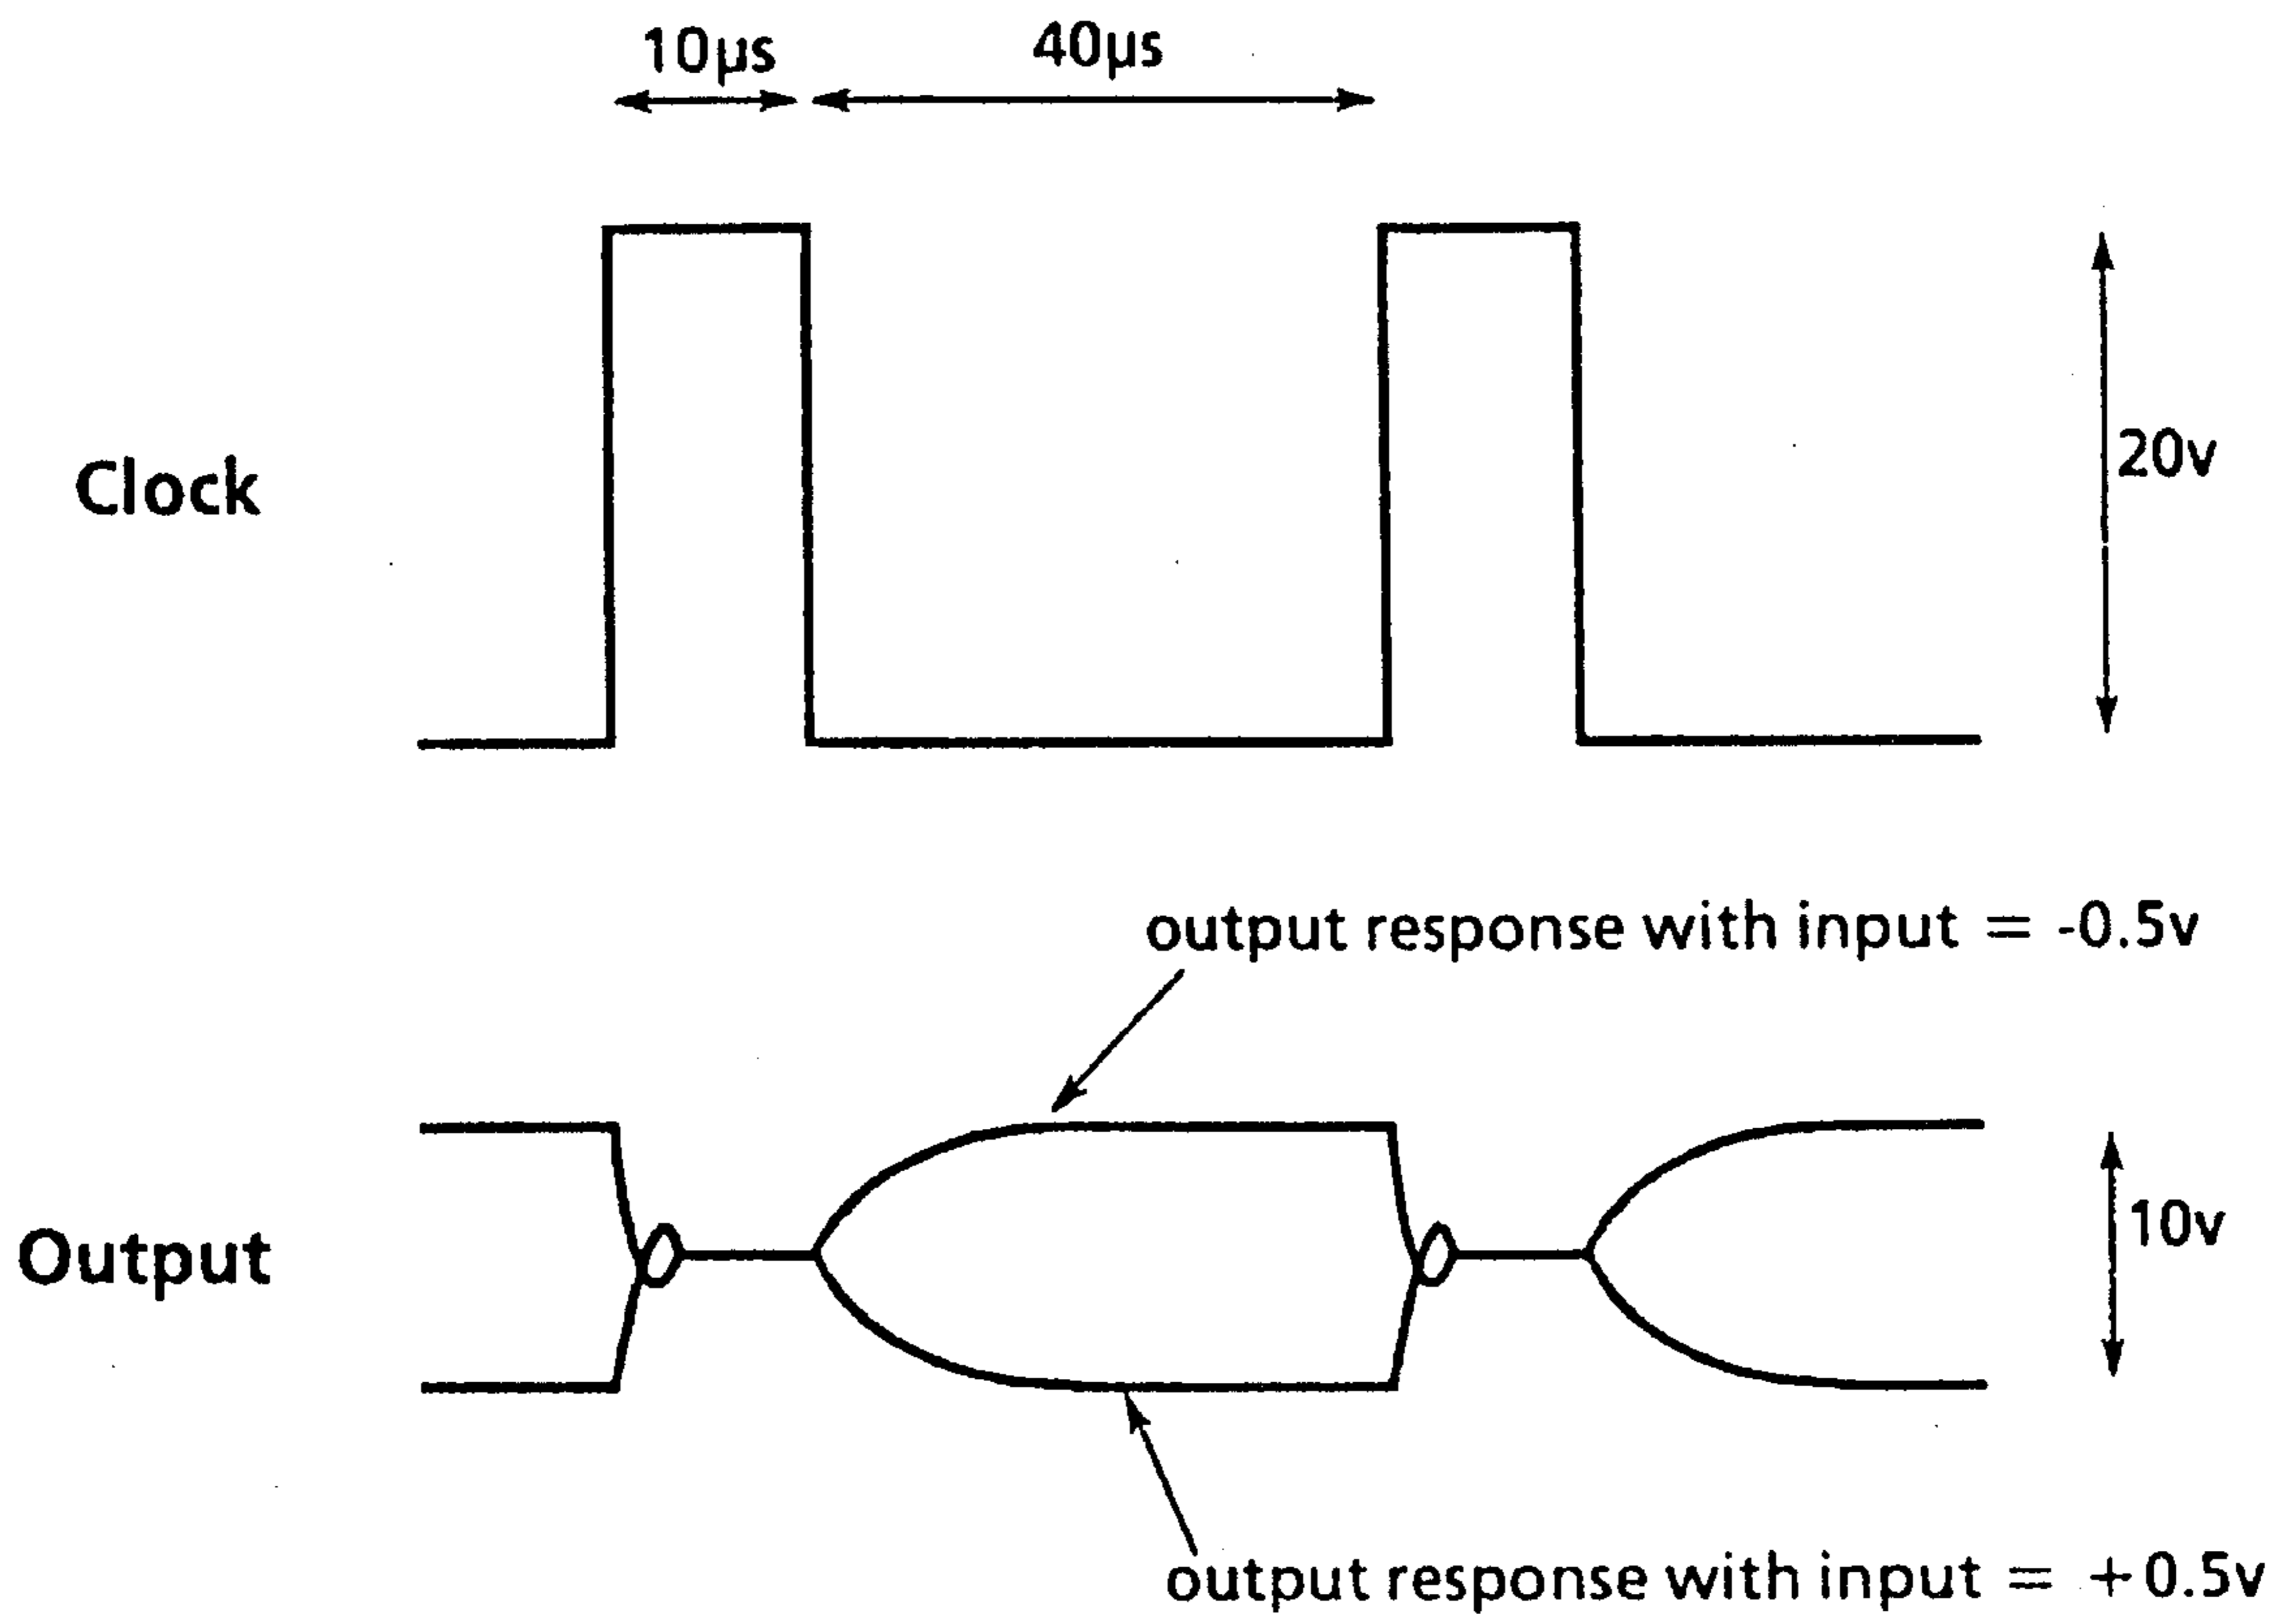 10µs
40µs
Clock
20v
output response with input = -0.5v
Output
10v
output response with input = +0.5v